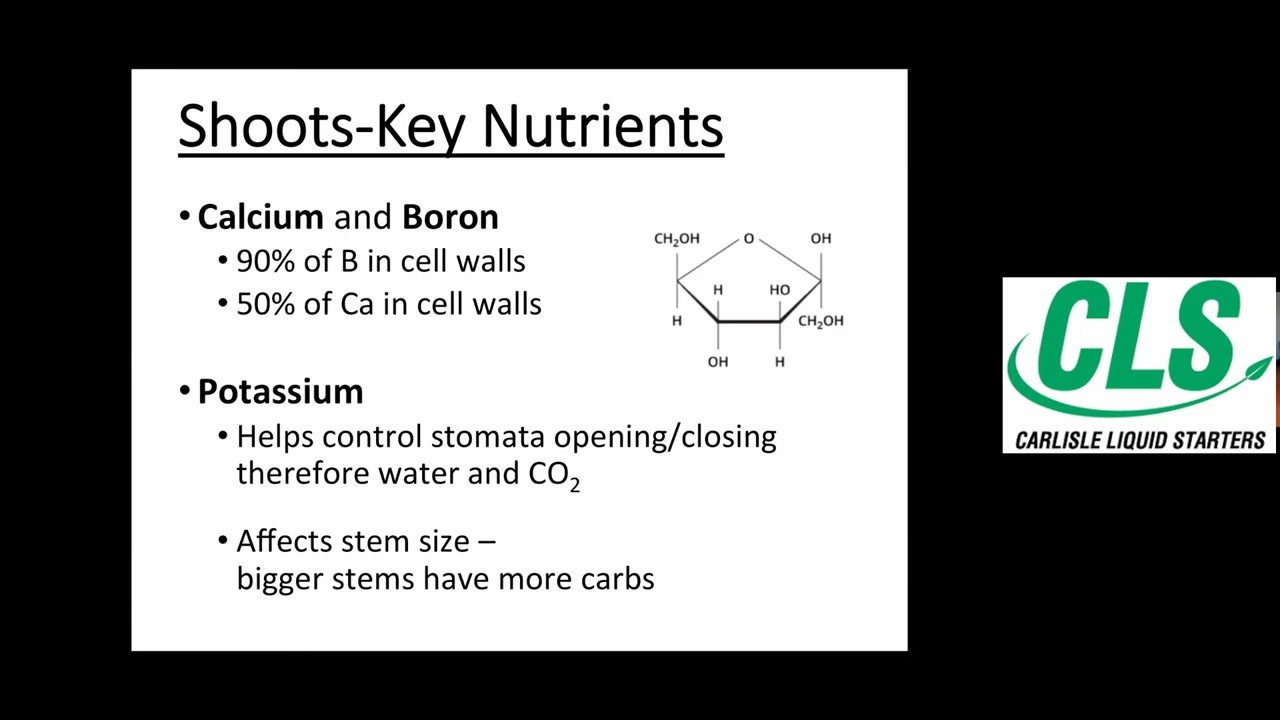 Shoots-Key Nutrients
• Calcium and Boron
• 90% of B in cell walls
• 50% of Ca in cell walls
CH₂OH O OH
H HO
H CH₂OH
OH H
• Potassium
• Helps control stomata opening/closing
therefore water and CO₂
• Affects stem size –
bigger stems have more carbs
CLS
CARLISLE LIQUID STARTERS